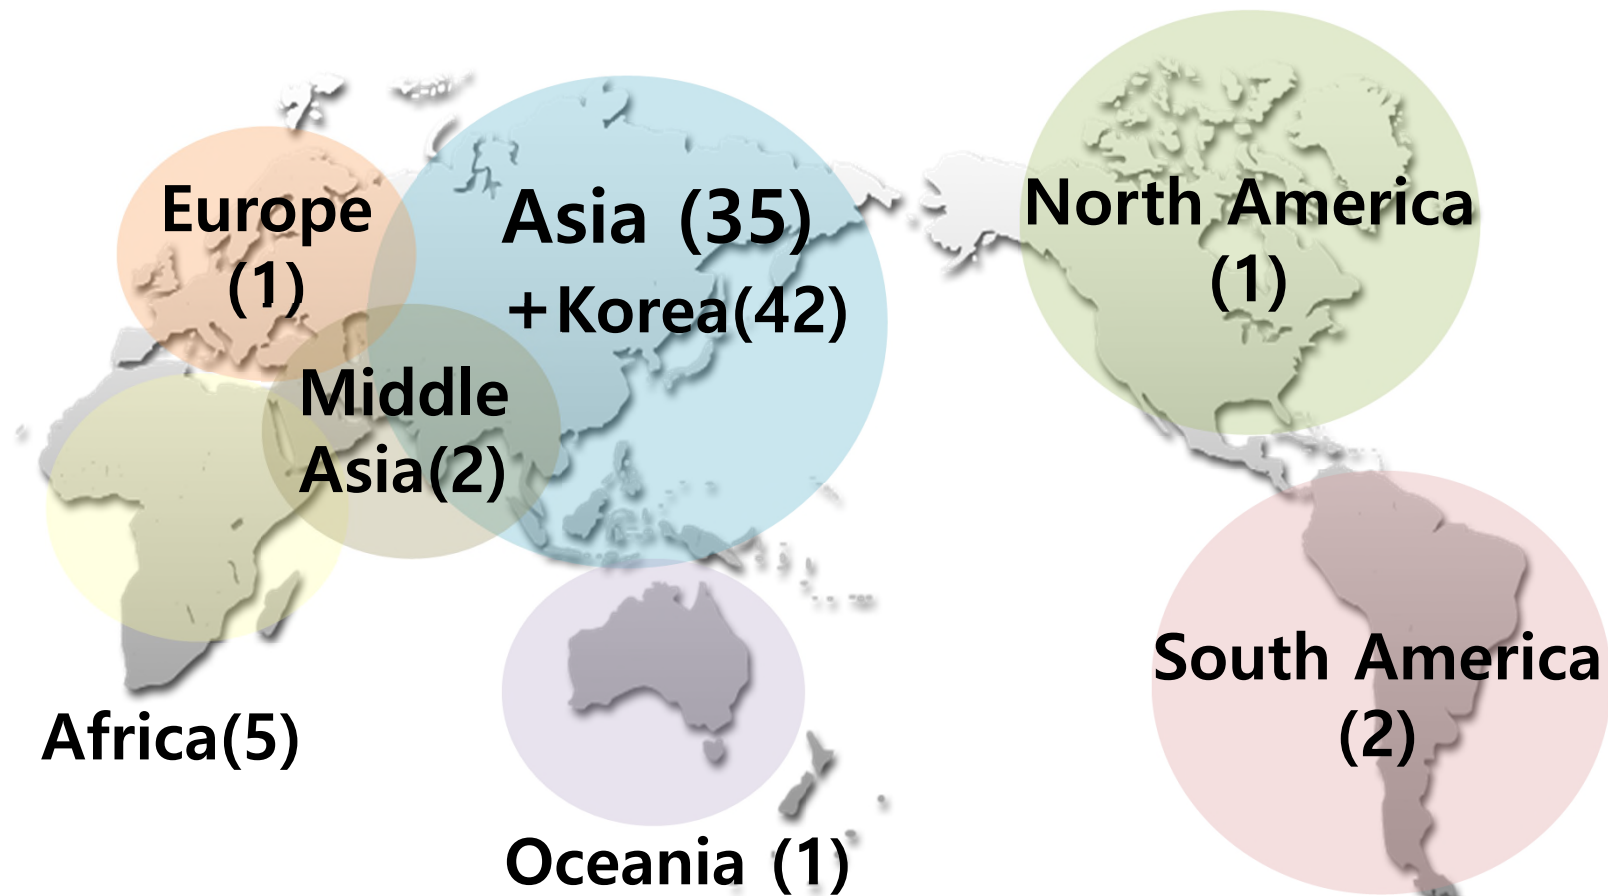 Europe
(1)
Asia (35)
+Korea(42)
North America
(1)
Middle
Asia(2)
Africa(5)
Oceania (1)
South America
(2)